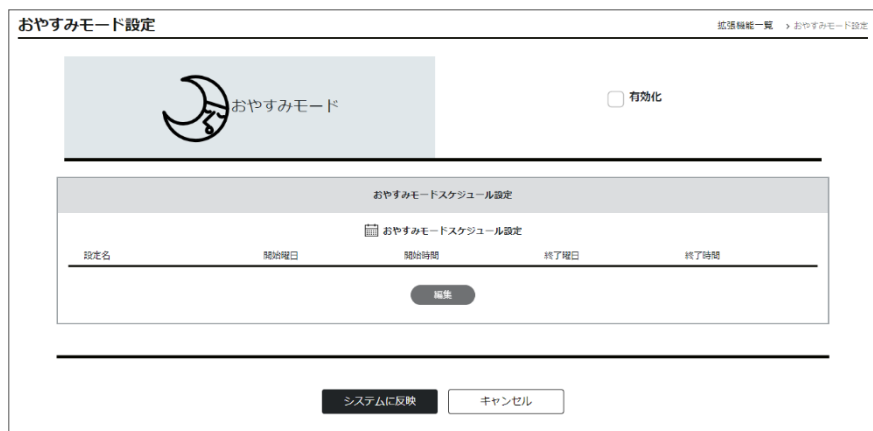 おやすみモード設定
拡張機能一覧 > おやすみモード設定
おやすみモード
有効化
おやすみモードスケジュール設定
おやすみモードスケジュール設定
設定名 開始曜日 開始時間 終了曜日 終了時間
編集
システムに反映 キャンセル